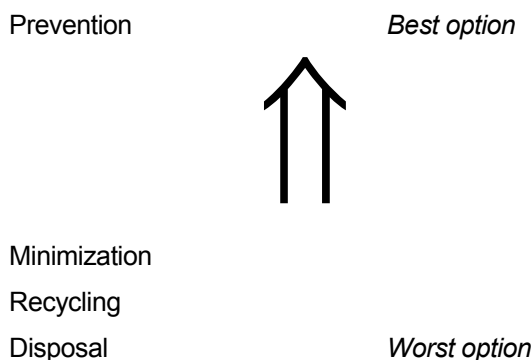 Prevention Best option
Minimization
Recycling
Disposal Worst option